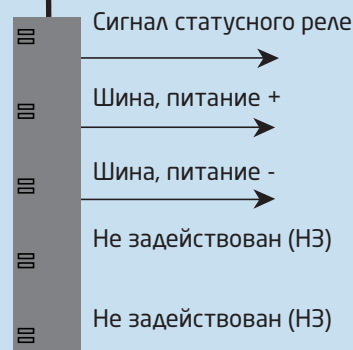 Сигнал статусного реле
Шина, питание +
Шина, питание -
Не задействован (НЗ)
Не задействован (НЗ)